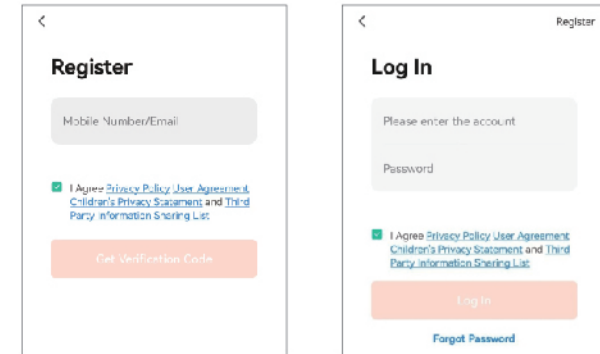 Register
Mobile Number/Email
I Agree Privacy Policy User Agreement
Children's Privacy Statement and Third
Party Information Sharing List
Get Verification Code
Register
Log In
Please enter the account
Password
I Agree Privacy Policy User Agreement
Children's Privacy Statement and Third
Party Information Sharing List
Log In
Forgot Password